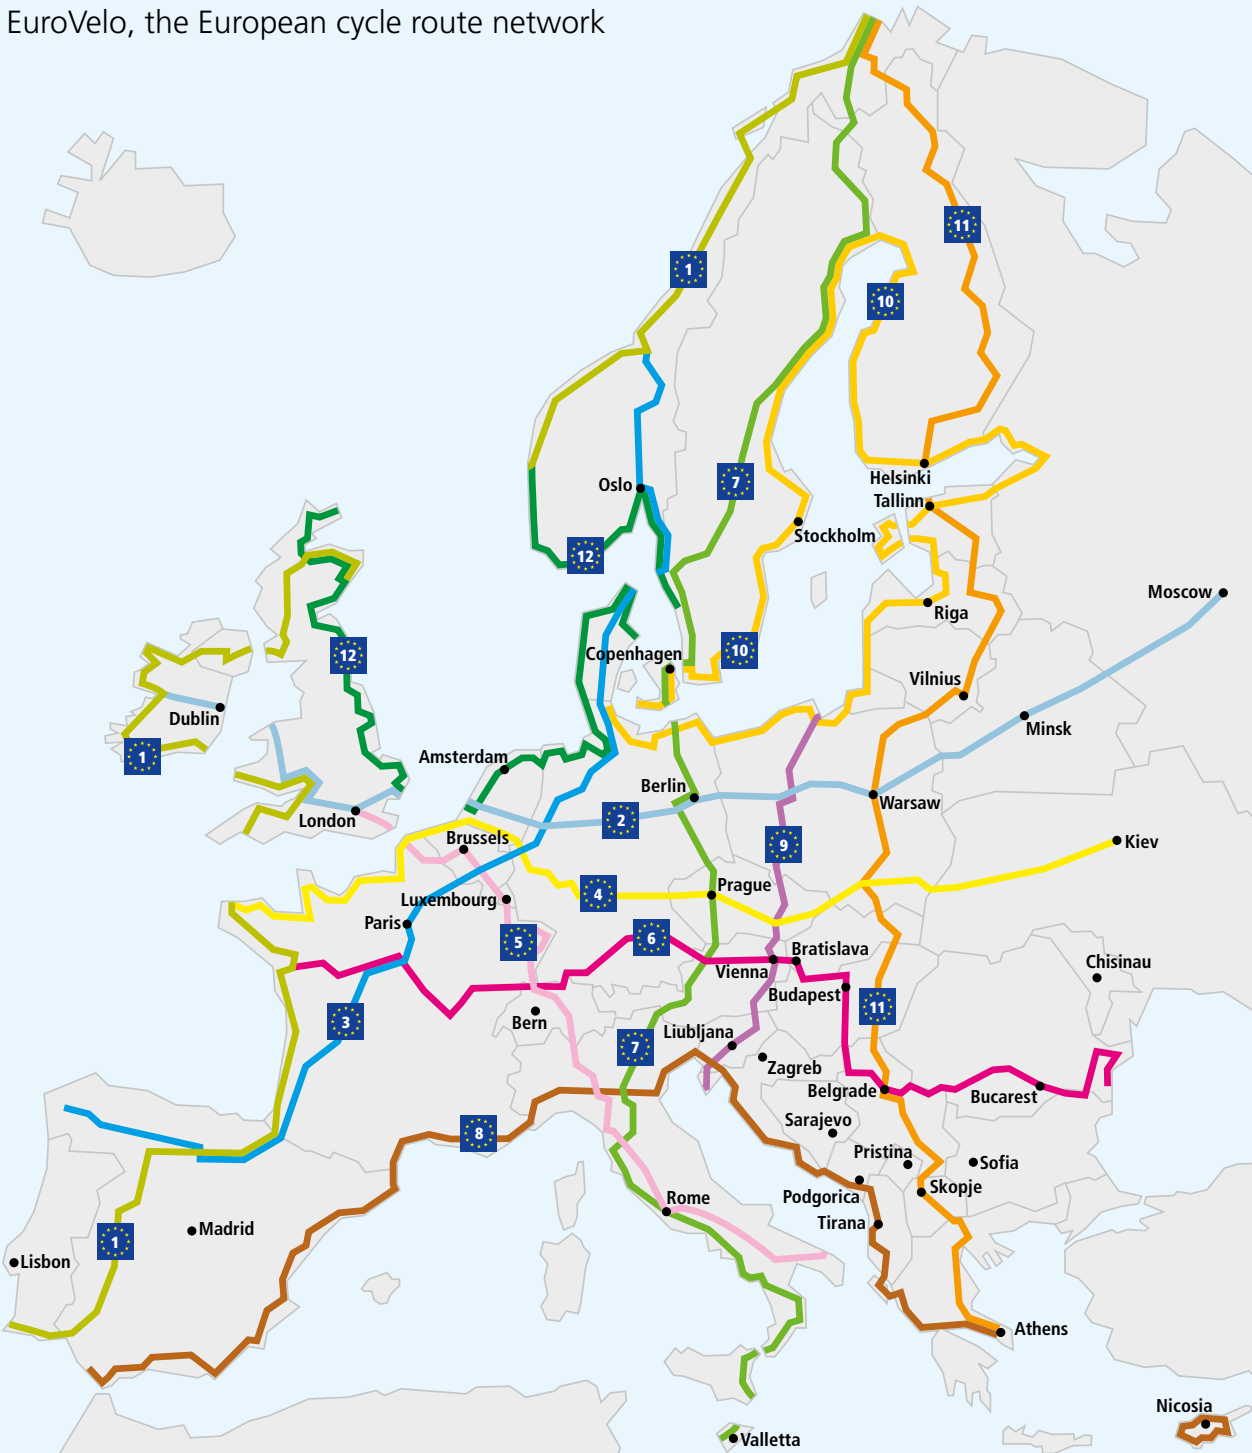 EuroVelo, the European cycle route network
11
1
10
7
Oslo
Helsinki
Tallinn
Stockholm
12
Moscow
Riga
12
10
Copenhagen
Vilnius
Dublin
Minsk
1
Amsterdam
Berlin
Warsaw
London
2
Brussels
9
Kiev
Prague
Luxembourg
4
Paris
5
6
Bratislava
Vienna
Chisinau
Budapest
11
3
Bern
Liubljana
7
Zagreb
Belgrade
Bucarest
Sarajevo
8
Pristina
Sofia
Skopje
Podgorica
Rome
Tirana
Madrid
1
Lisbon
Athens
Nicosia
Valletta